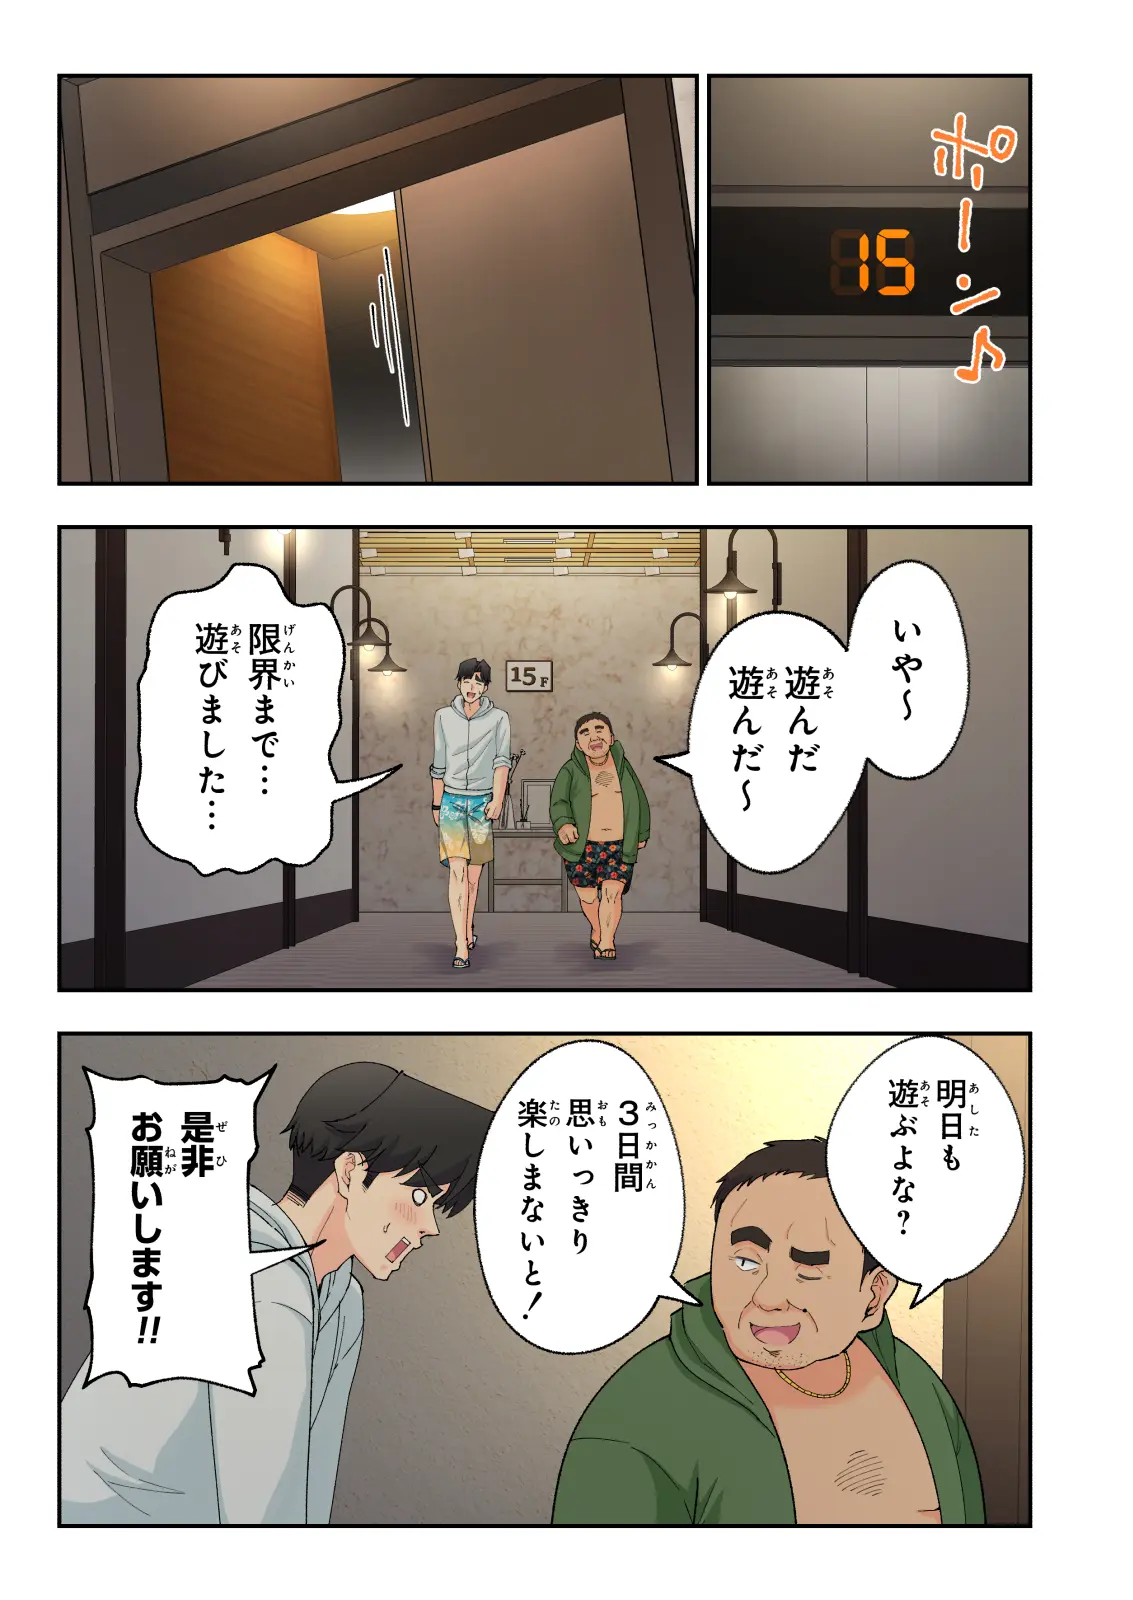 ポーン♪
15
いや〜
遊んだ
遊んだ〜
15F
限界まで…
遊びました…
明日も
遊ぶよな?
3日間
思いっきり
楽しまないと!
是非
お願いします!!